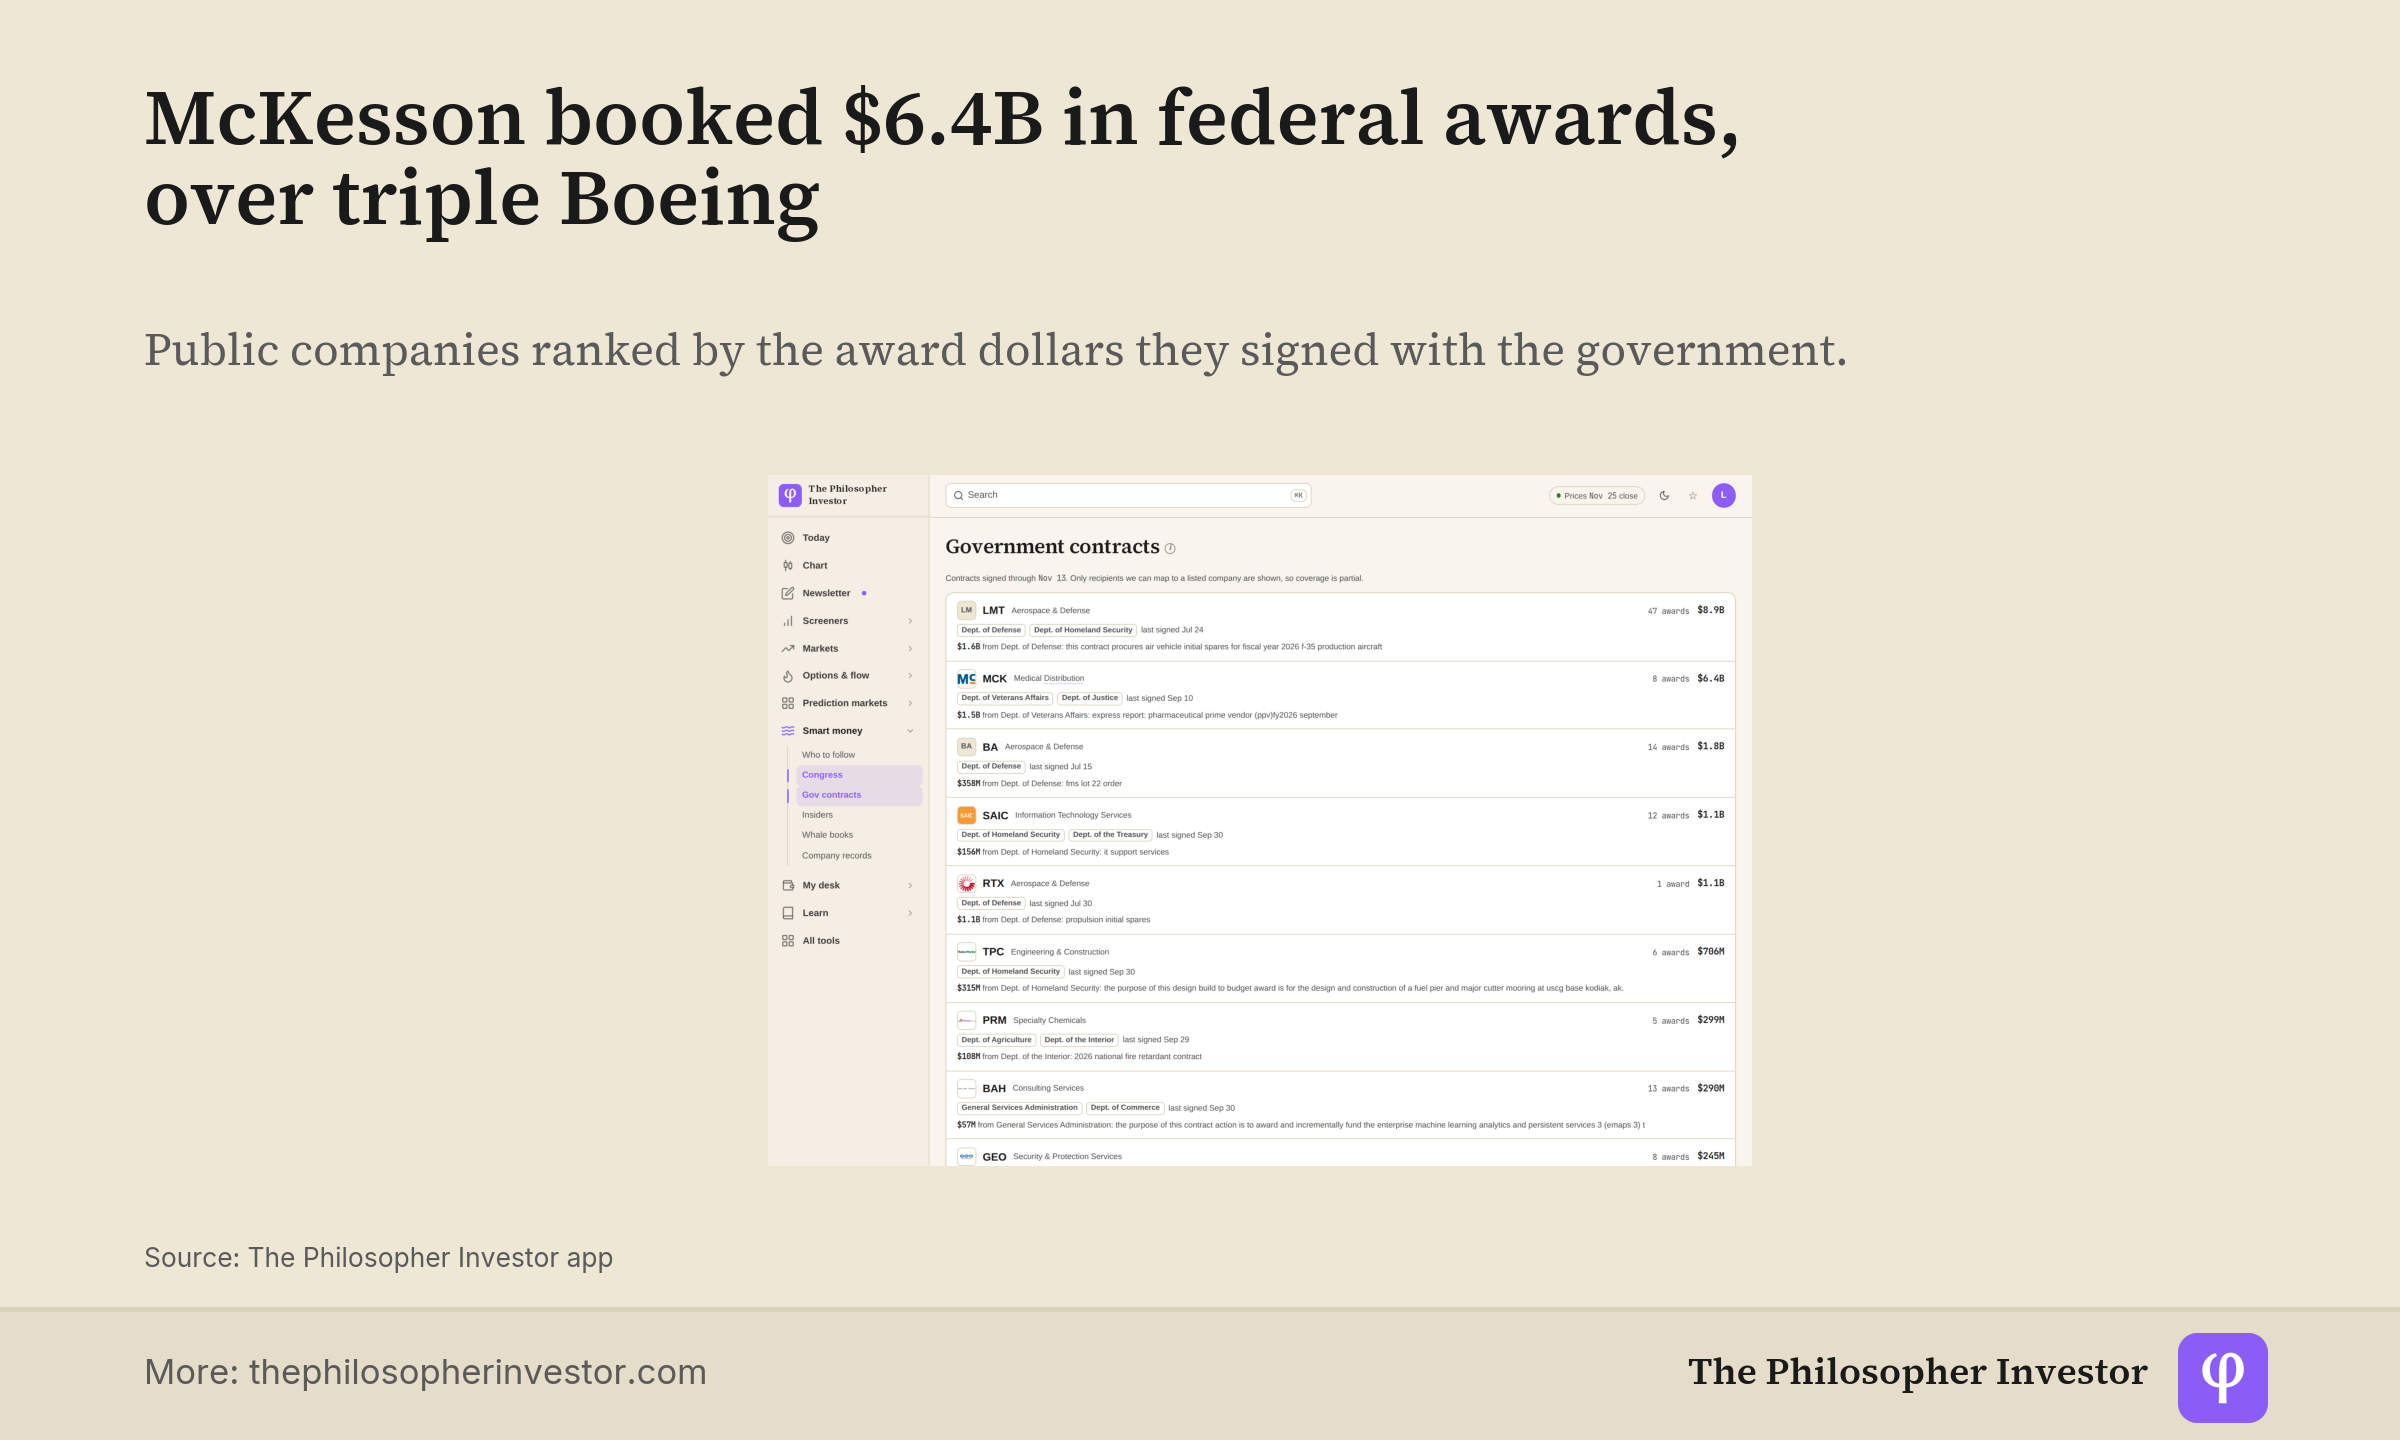 McKesson booked $6.4B in federal awards,
over triple Boeing
Public companies ranked by the award dollars they signed with the government.
φ
The Philosopher
Investor
Search
⌘K
Prices Nov 25 close
L
Today
Chart
Newsletter
Screeners
Markets
Options & flow
Prediction markets
Smart money
Who to follow
Congress
Gov contracts
Insiders
Whale books
Company records
My desk
Learn
All tools
Government contracts
Contracts signed through Nov 13. Only recipients we can map to a listed company are shown, so coverage is partial.
LM LMT Aerospace & Defense 47 awards $8.9B
Dept. of Defense Dept. of Homeland Security last signed Jul 24
$1.6B from Dept. of Defense: this contract procures air vehicle initial spares for fiscal year 2026 f-35 production aircraft
MC MCK Medical Distribution 8 awards $6.4B
Dept. of Veterans Affairs Dept. of Justice last signed Sep 10
$1.5B from Dept. of Veterans Affairs: express report: pharmaceutical prime vendor (ppv)fy2026 september
BA BA Aerospace & Defense 14 awards $1.8B
Dept. of Defense last signed Jul 15
$358M from Dept. of Defense: fms lot 22 order
SAIC SAIC Information Technology Services 12 awards $1.1B
Dept. of Homeland Security Dept. of the Treasury last signed Sep 30
$156M from Dept. of Homeland Security: it support services
RTX Aerospace & Defense 1 award $1.1B
Dept. of Defense last signed Jul 30
$1.1B from Dept. of Defense: propulsion initial spares
TPC Engineering & Construction 6 awards $706M
Dept. of Homeland Security last signed Sep 30
$315M from Dept. of Homeland Security: the purpose of this design build to budget award is for the design and construction of a fuel pier and major cutter mooring at uscg base kodiak, ak.
PRM Specialty Chemicals 5 awards $299M
Dept. of Agriculture Dept. of the Interior last signed Sep 29
$108M from Dept. of the Interior: 2026 national fire retardant contract
BAH Consulting Services 13 awards $290M
General Services Administration Dept. of Commerce last signed Sep 30
$57M from General Services Administration: the purpose of this contract action is to award and incrementally fund the enterprise machine learning analytics and persistent services 3 (emaps 3) t
GEO GEO Security & Protection Services 8 awards $245M
Source: The Philosopher Investor app
More: thephilosopherinvestor.com
The Philosopher Investor φ